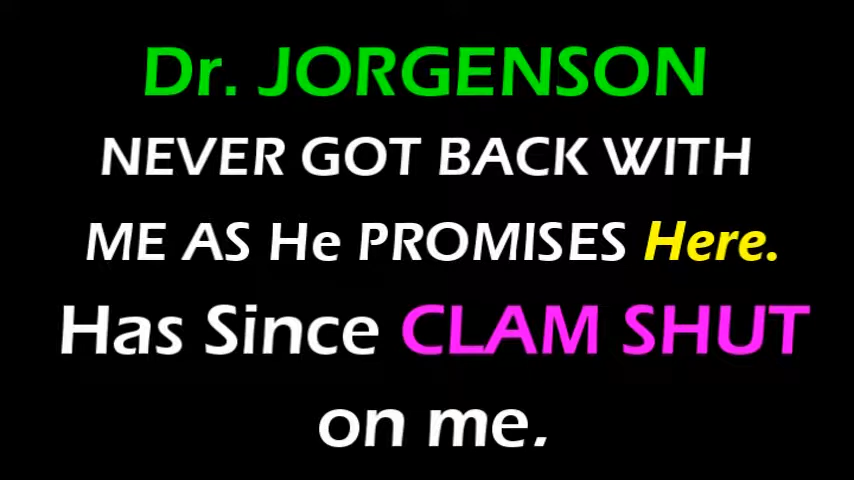 Dr. JORGENSON
NEVER GOT BACK WITH
ME AS He PROMISES Here.
Has Since CLAM SHUT
on me.